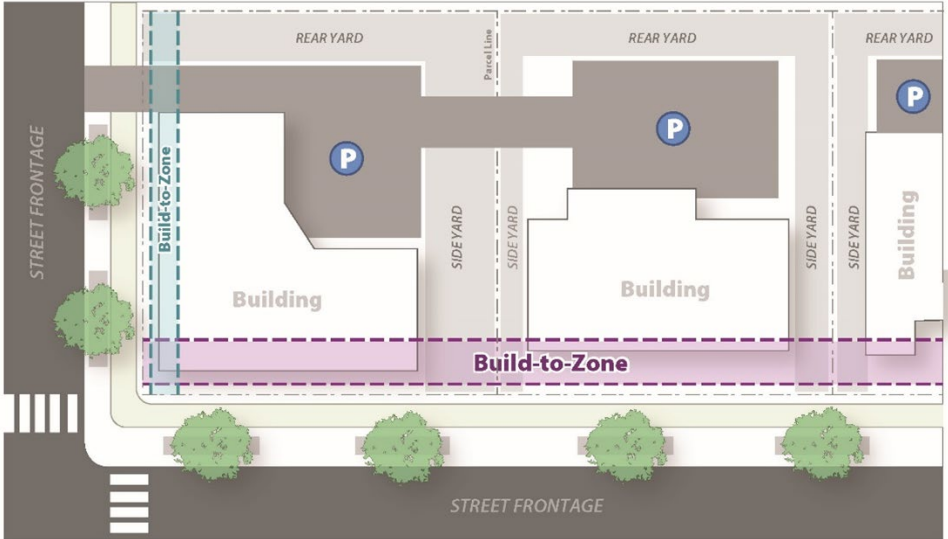 REAR YARD
REAR YARD
REAR YARD
Parcel Line
P
P
P
STREET FRONTAGE
Build-to-Zone
SIDE YARD
SIDE YARD
SIDE YARD
SIDE YARD
Building
Building
Building
Build-to-Zone
STREET FRONTAGE